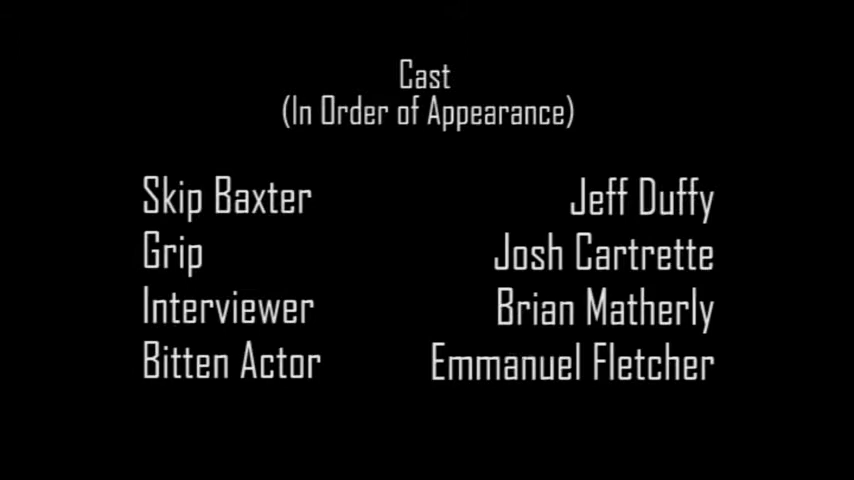 Cast
(In Order of Appearance)
Skip Baxter Jeff Duffy
Grip Josh Cartrette
Interviewer Brian Matherly
Bitten Actor Emmanuel Fletcher